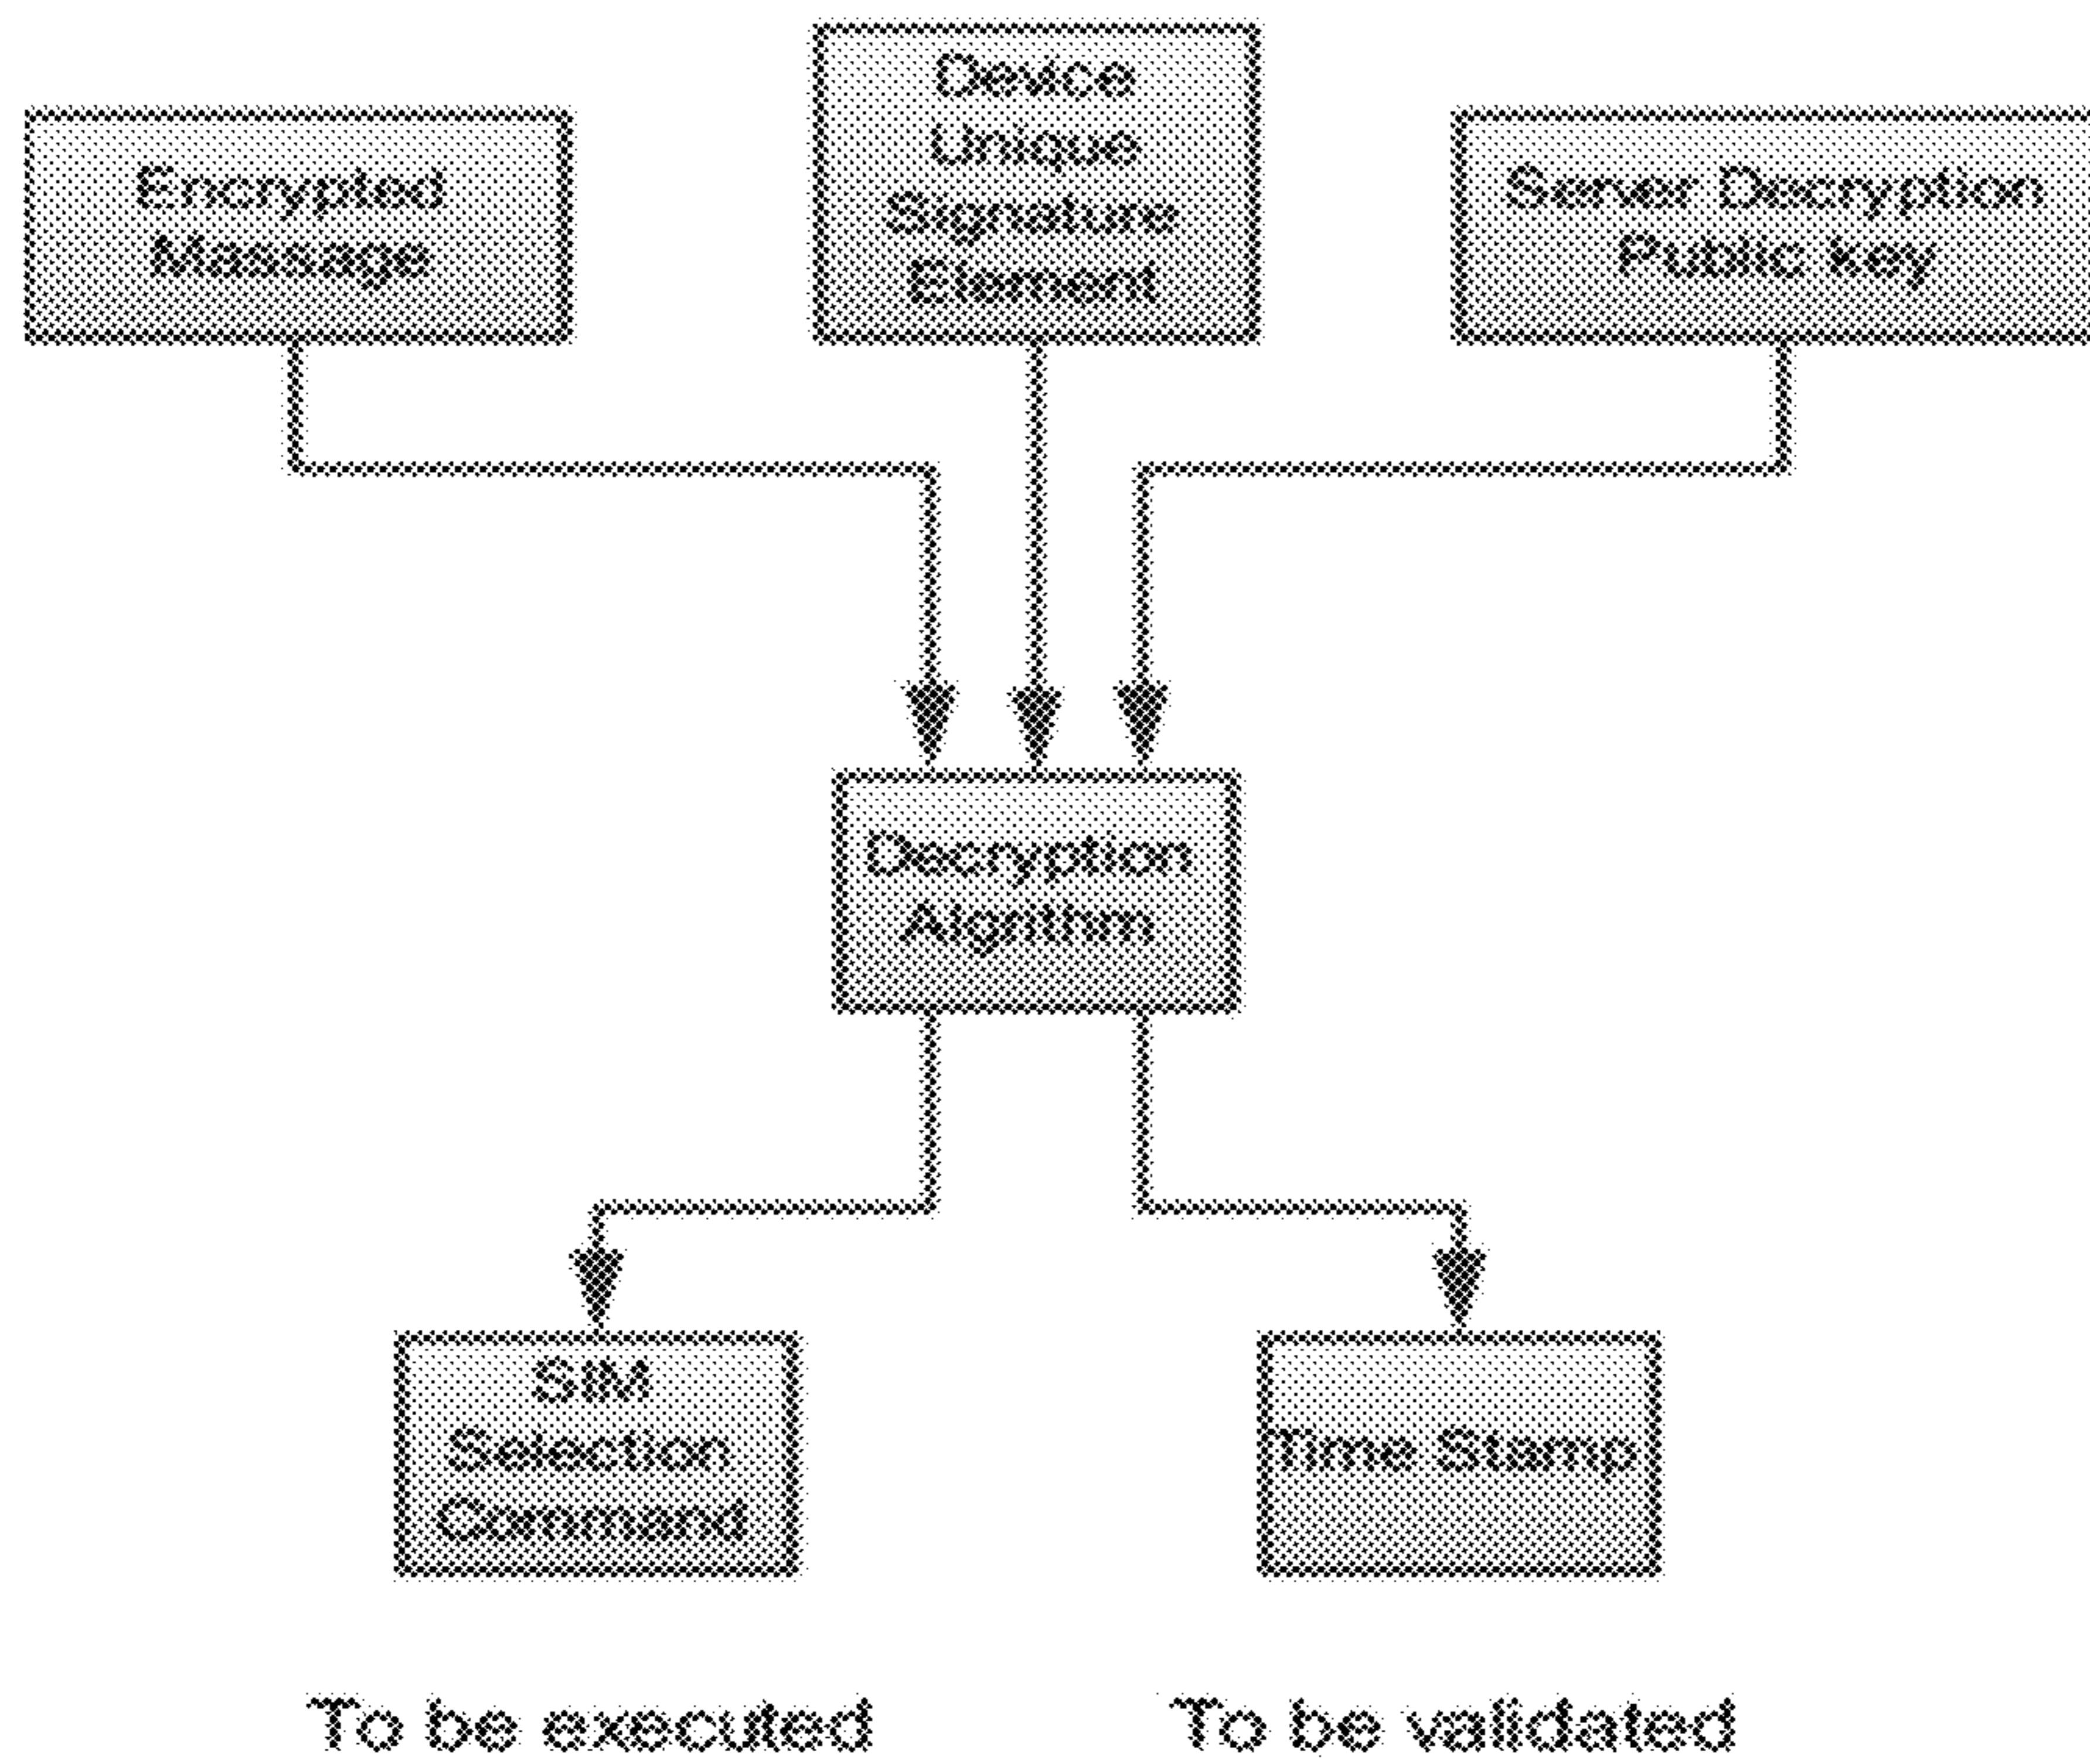 Encrypted
Massage
Device
Unique
Signature
Element
Server Decryption
Public key
Decryption
Algrithm
SIM
Selection
Command
Time Stamp
To be executed
To be validated